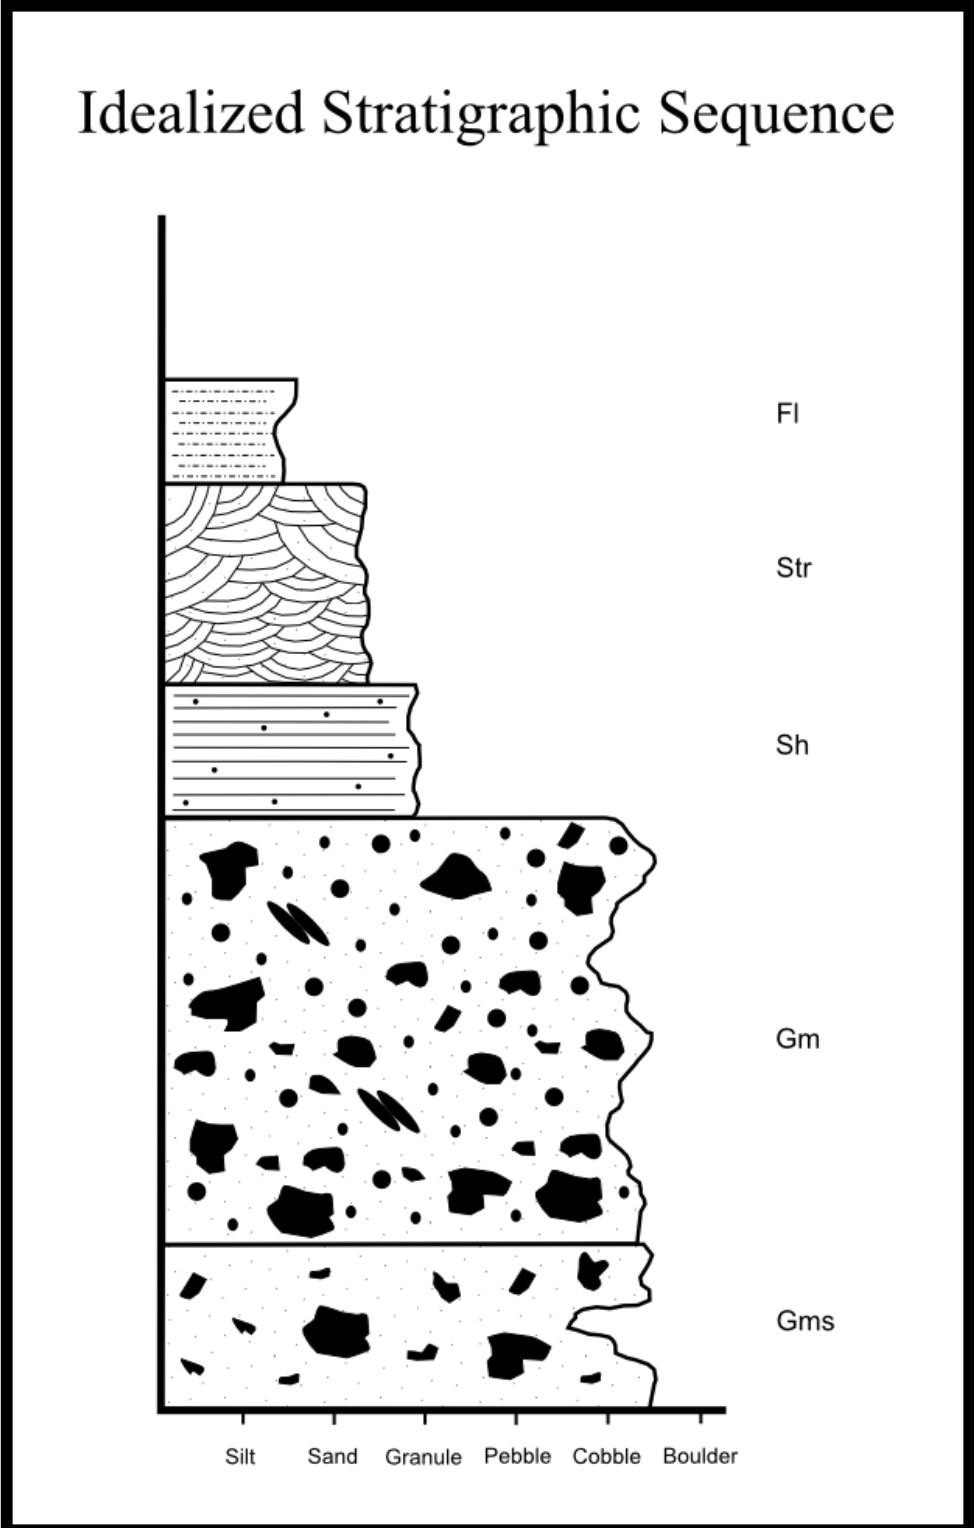 Idealized Stratigraphic Sequence
Fl
Str
Sh
Gm
Gms
Silt Sand Granule Pebble Cobble Boulder